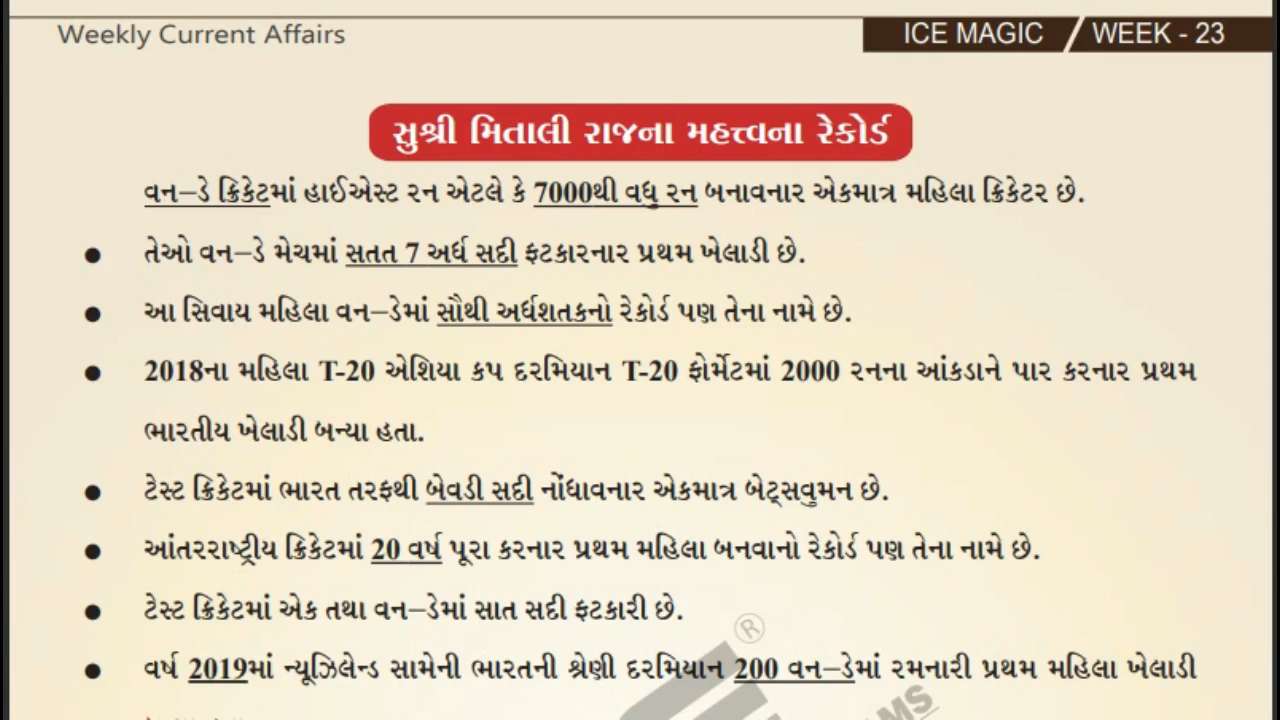 Weekly Current Affairs
ICE MAGIC / WEEK - 23
સુશ્રી મિતાલી રાજના મહત્ત્વના રેકોર્ડ
વન–ડે ક્રિકેટમાં હાઈએસ્ટ રન એટલે કે 7000થી વધુ રન બનાવનાર એકમાત્ર મહિલા ક્રિકેટર છે.
● તેઓ વન–ડે મેચમાં સતત 7 અર્ધ સદી ફટકારનાર પ્રથમ ખેલાડી છે.
● આ સિવાય મહિલા વન–ડેમાં સૌથી અર્ધશતકનો રેકોર્ડ પણ તેના નામે છે.
● 2018ના મહિલા T-20 એશિયા કપ દરમિયાન T-20 ફોર્મેટમાં 2000 રનના આંકડાને પાર કરનાર પ્રથમ
ભારતીય ખેલાડી બન્યા હતા.
● ટેસ્ટ ક્રિકેટમાં ભારત તરફથી બેવડી સદી નોંધાવનાર એકમાત્ર બેટ્સવુમન છે.
● આંતરરાષ્ટ્રીય ક્રિકેટમાં 20 વર્ષ પૂરા કરનાર પ્રથમ મહિલા બનવાનો રેકોર્ડ પણ તેના નામે છે.
● ટેસ્ટ ક્રિકેટમાં એક તથા વન–ડેમાં સાત સદી ફટકારી છે.
® 
● વર્ષ 2019માં ન્યૂઝિલેન્ડ સામેની ભારતની શ્રેણી દરમિયાન 200 વન–ડેમાં રમનારી પ્રથમ મહિલા ખેલાડી